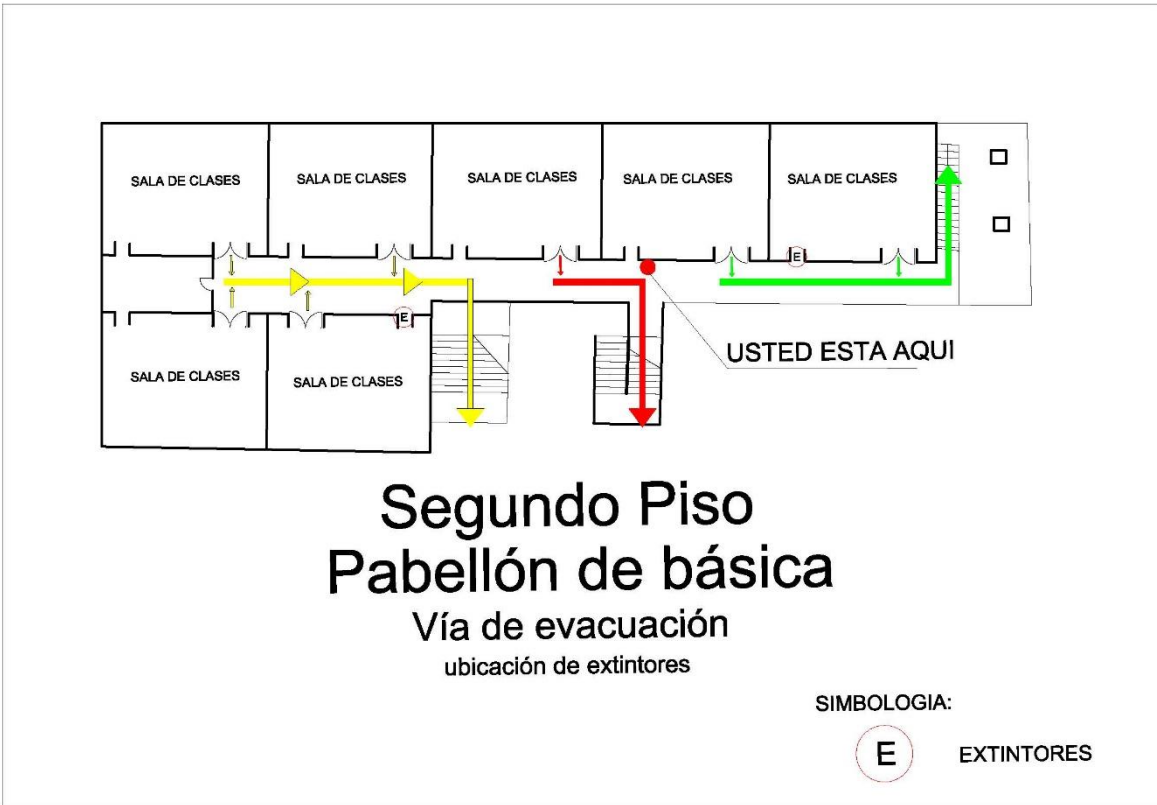 SALA DE CLASES
SALA DE CLASES
SALA DE CLASES
SALA DE CLASES
SALA DE CLASES
E
E
SALA DE CLASES
SALA DE CLASES
USTED ESTA AQUI
Segundo Piso
Pabellón de básica
Vía de evacuación
ubicación de extintores
SIMBOLOGIA:
E EXTINTORES